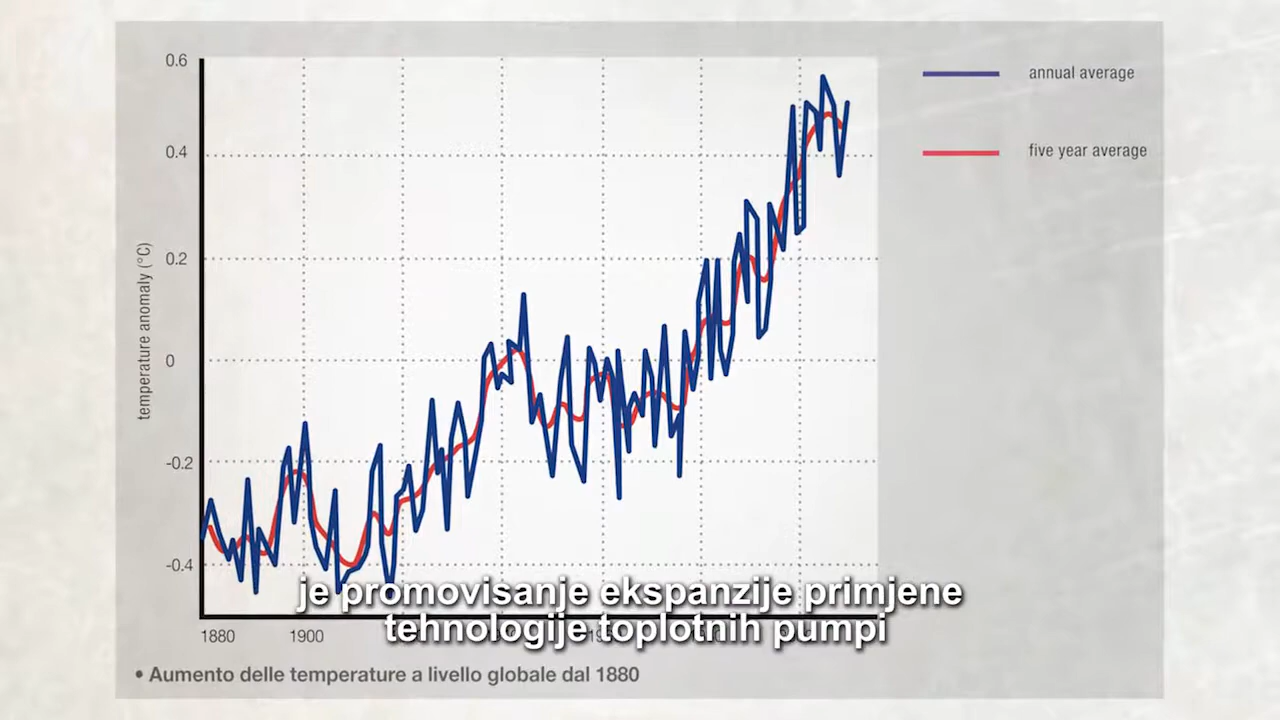 0.6
annual average
0.4
five year average
temperature anomaly (°C)
0.2
0
-0.2
-0.4
je promovisanje ekspanzije primjene
tehnologije toplotnih pumpi
1880
1900
• Aumento delle temperature a livello globale dal 1880